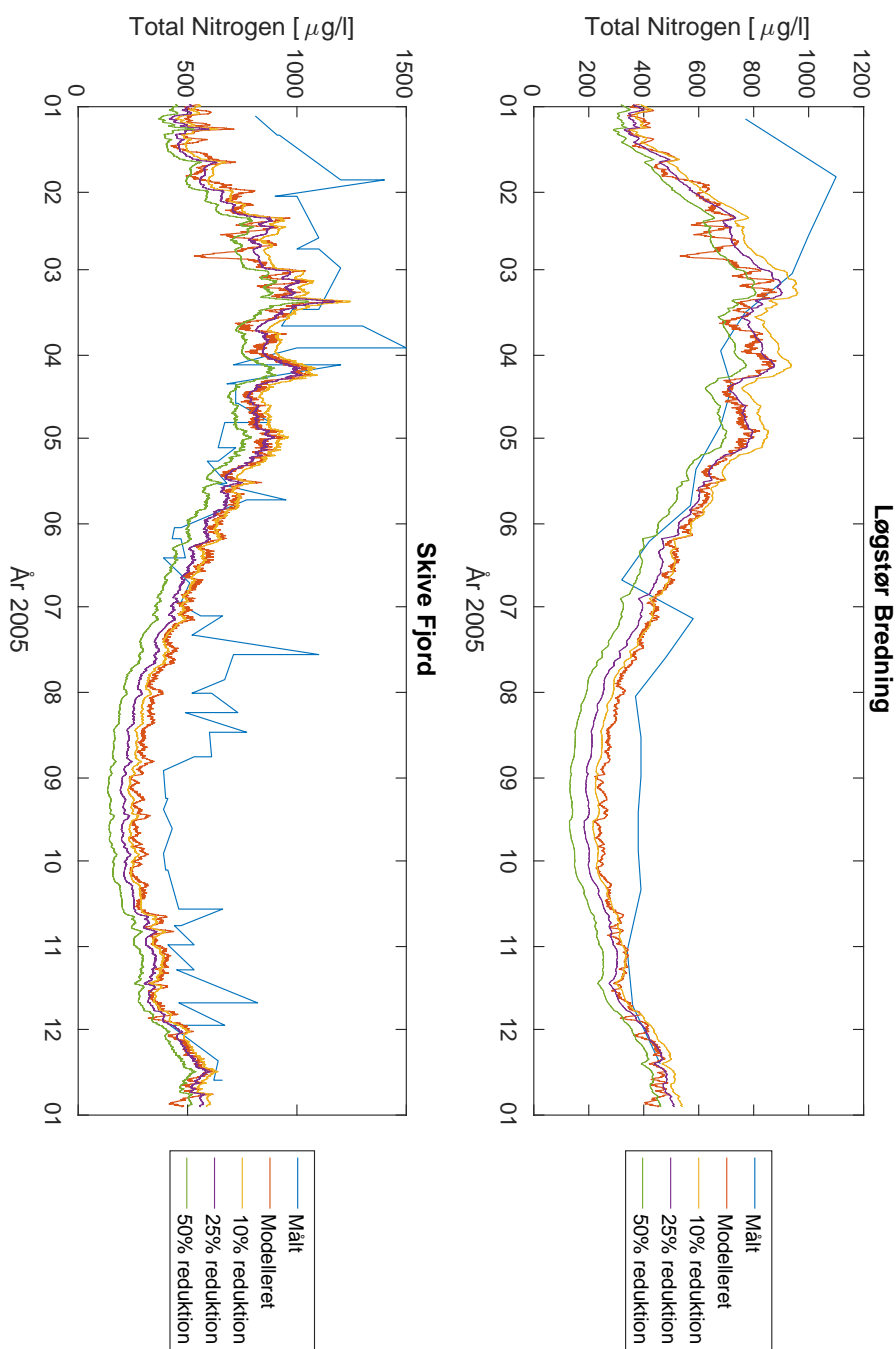 Løgstør Bredning
Total Nitrogen [ μg/l]
1200
1000
800
600
400
200
0
01 02 03 04 05 06 07 08 09 10 11 12 01
År 2005
Målt
Modelleret
10% reduktion
25% reduktion
50% reduktion
Skive Fjord
Total Nitrogen [ μg/l]
1500
1000
500
0
01 02 03 04 05 06 07 08 09 10 11 12 01
År 2005
Målt
Modelleret
10% reduktion
25% reduktion
50% reduktion